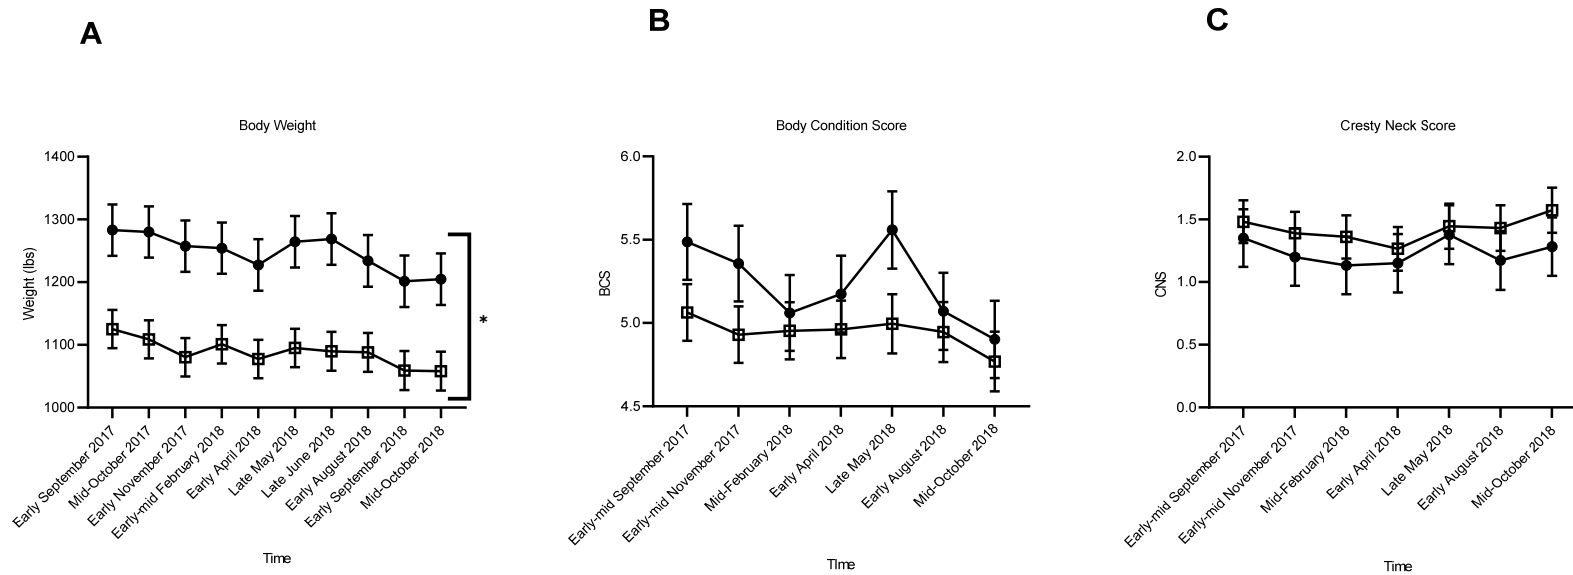 A
B
C
Body Weight
Weight (lbs)
1400
1300
1200
1100
1000
*
Early September 2017
Mid-October 2017
Early November 2017
Early-mid February 2018
Early April 2018
Late May 2018
Late June 2018
Early August 2018
Early September 2018
Mid-October 2018
Time
Body Condition Score
BCS
6.0
5.5
5.0
4.5
Early-mid September 2017
Early-mid November 2017
Mid-February 2018
Early April 2018
Late May 2018
Early August 2018
Mid-October 2018
TIme
Cresty Neck Score
CNS
2.0
1.5
1.0
0.5
0.0
Early-mid September 2017
Early-mid November 2017
Mid-February 2018
Early April 2018
Late May 2018
Early August 2018
Mid-October 2018
Time